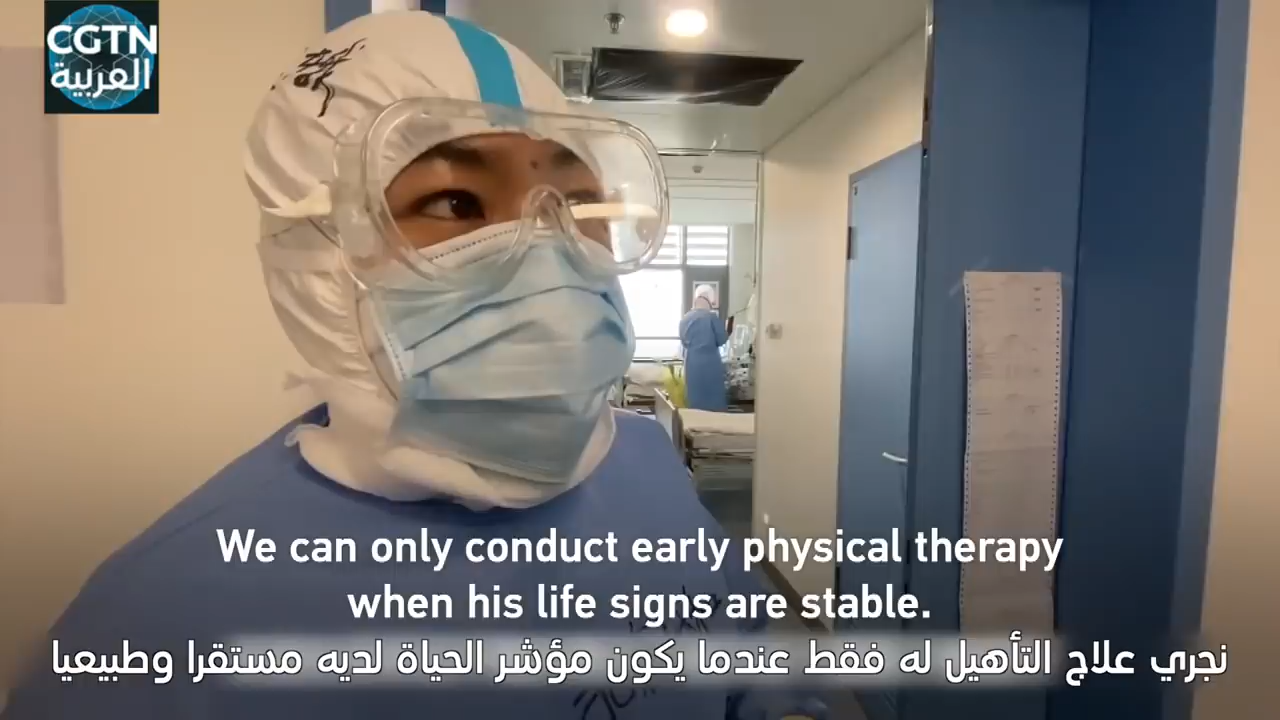 CGTN
العربية
We can only conduct early physical therapy
when his life signs are stable.
نجري علاج التأهيل له فقط عندما يكون مؤشر الحياة لديه مستقرا وطبيعيا